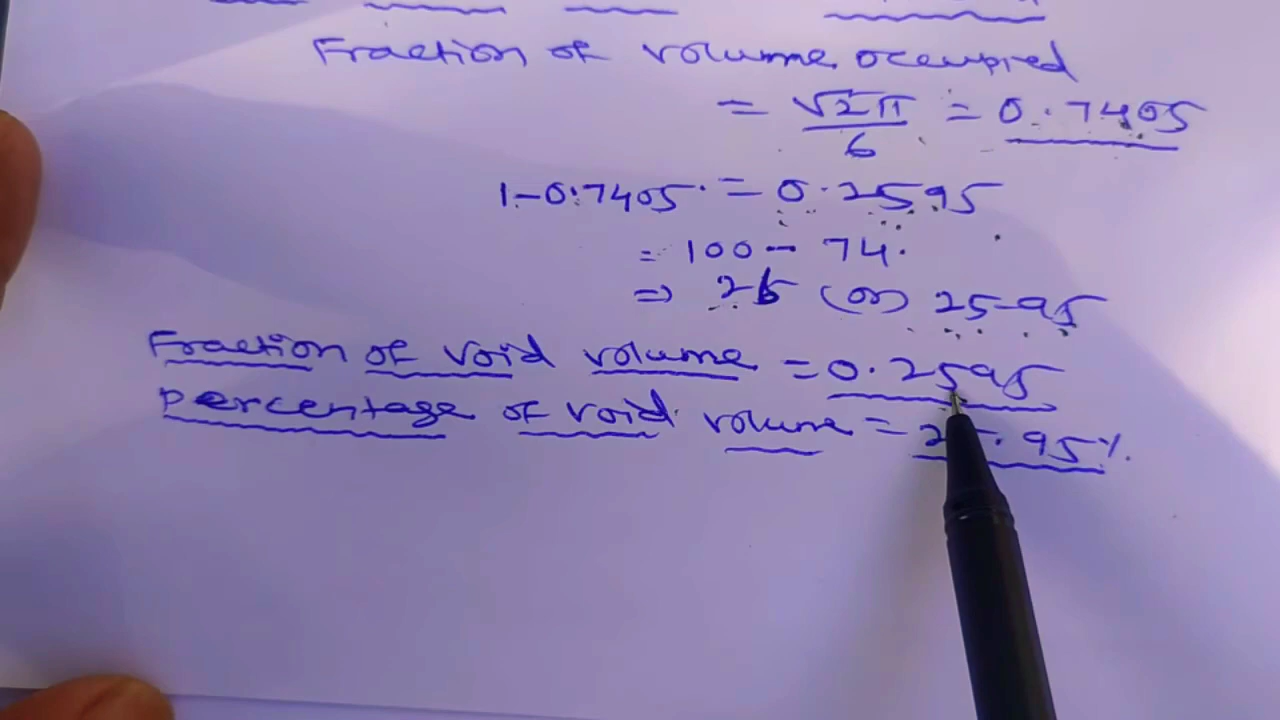 Fraction of volume occupied
= √2π/6 = 0.7405
1-0.7405 = 0.2595
= 100 - 74.
⇒ 26 (or) 25-95
Fraction of void volume = 0.2595
percentage of void volume = 25.95%